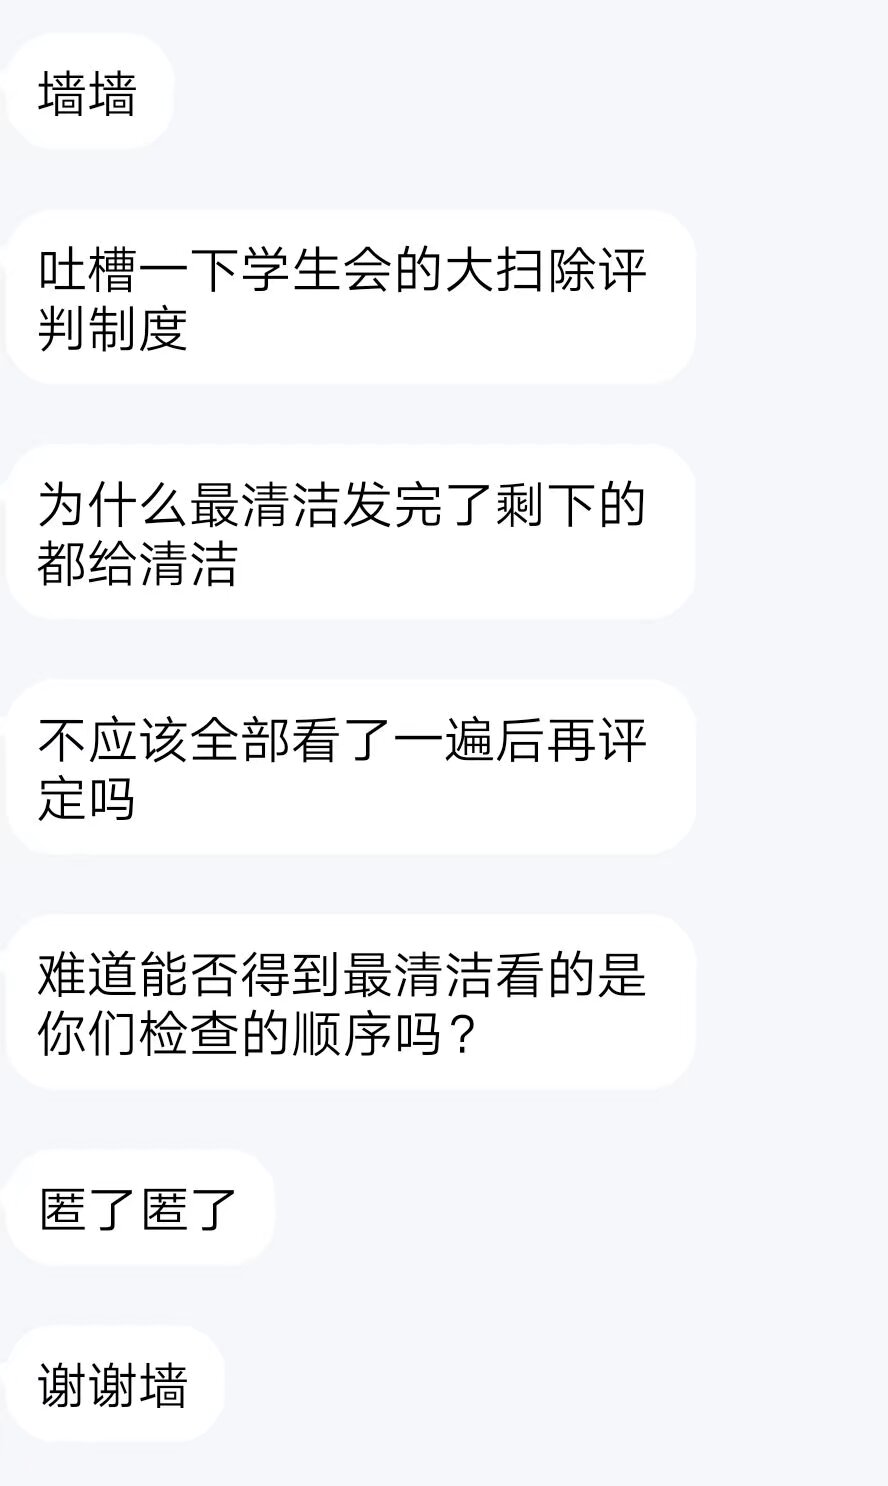 墙墙
吐槽一下学生会的大扫除评
判制度
为什么最清洁发完了剩下的
都给清洁
不应该全部看了一遍后再评
定吗
难道能否得到最清洁看的是
你们检查的顺序吗？
匿了匿了
谢谢墙